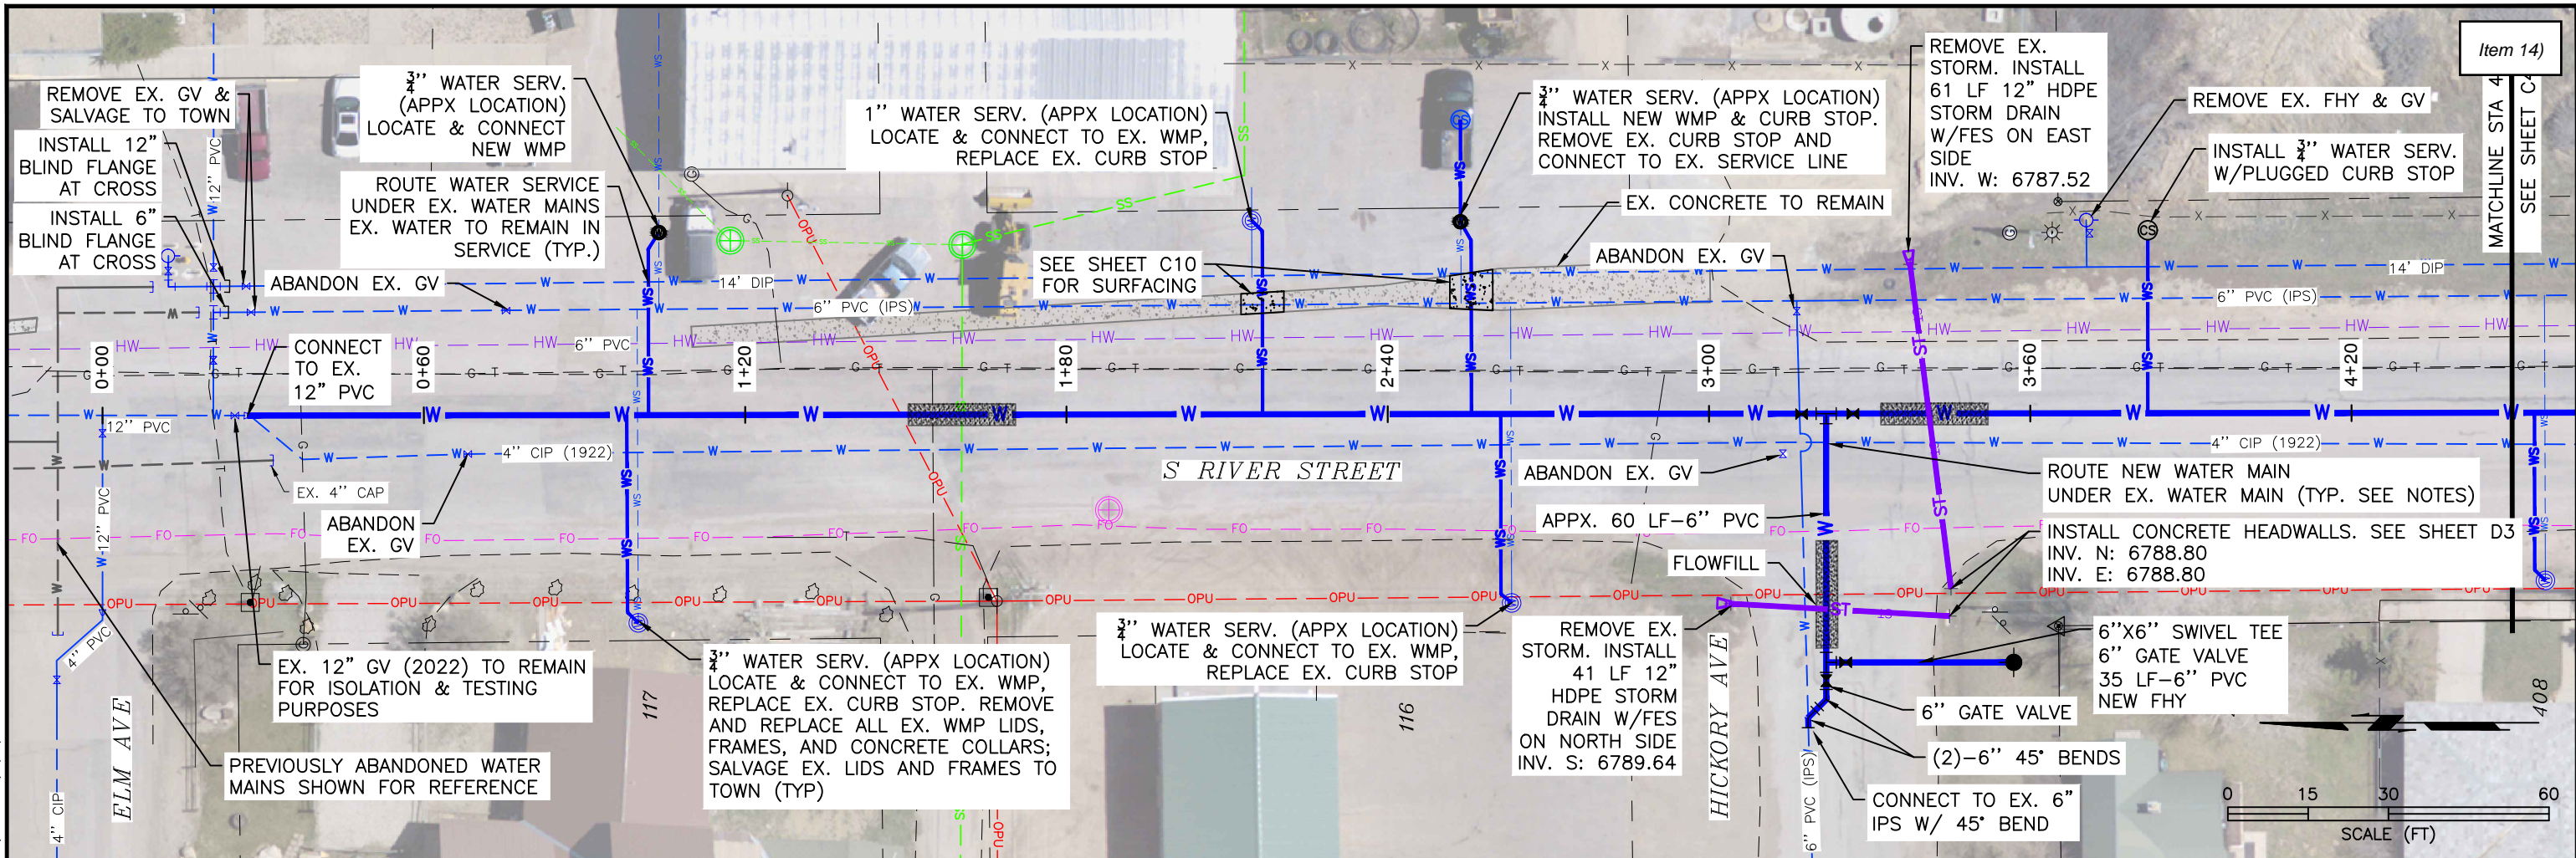 Item 14)
MATCHLINE STA 4
SEE SHEET C4
REMOVE EX. GV &
SALVAGE TO TOWN
INSTALL 12"
BLIND FLANGE
AT CROSS
INSTALL 6"
BLIND FLANGE
AT CROSS
12" PVC
3/4" WATER SERV.
(APPX LOCATION)
LOCATE & CONNECT
NEW WMP
ROUTE WATER SERVICE
UNDER EX. WATER MAINS
EX. WATER TO REMAIN IN
SERVICE (TYP.)
ABANDON EX. GV
1" WATER SERV. (APPX LOCATION)
LOCATE & CONNECT TO EX. WMP,
REPLACE EX. CURB STOP
SEE SHEET C10
FOR SURFACING
3/4" WATER SERV. (APPX LOCATION)
INSTALL NEW WMP & CURB STOP.
REMOVE EX. CURB STOP AND
CONNECT TO EX. SERVICE LINE
EX. CONCRETE TO REMAIN
ABANDON EX. GV
REMOVE EX.
STORM. INSTALL
61 LF 12" HDPE
STORM DRAIN
W/FES ON EAST
SIDE
INV. W: 6787.52
REMOVE EX. FHY & GV
INSTALL 3/4" WATER SERV.
W/PLUGGED CURB STOP
14' DIP
6" PVC (IPS)
14' DIP
6" PVC (IPS)
6" PVC
CONNECT
TO EX.
12" PVC
0+00
0+60
1+20
1+80
2+40
3+00
3+60
4+20
12" PVC
12" PVC
4" CIP (1922)
4" CIP (1922)
EX. 4" CAP
ABANDON
EX. GV
S RIVER STREET
ABANDON EX. GV
APPX. 60 LF-6" PVC
FLOWFILL
ROUTE NEW WATER MAIN
UNDER EX. WATER MAIN (TYP. SEE NOTES)
INSTALL CONCRETE HEADWALLS. SEE SHEET D3
INV. N: 6788.80
INV. E: 6788.80
4" PVC
4" CIP
ELM AVE
EX. 12" GV (2022) TO REMAIN
FOR ISOLATION & TESTING
PURPOSES
PREVIOUSLY ABANDONED WATER
MAINS SHOWN FOR REFERENCE
117
3/4" WATER SERV. (APPX LOCATION)
LOCATE & CONNECT TO EX. WMP,
REPLACE EX. CURB STOP. REMOVE
AND REPLACE ALL EX. WMP LIDS,
FRAMES, AND CONCRETE COLLARS;
SALVAGE EX. LIDS AND FRAMES TO
TOWN (TYP)
3/4" WATER SERV. (APPX LOCATION)
LOCATE & CONNECT TO EX. WMP,
REPLACE EX. CURB STOP
116
REMOVE EX.
STORM. INSTALL
41 LF 12"
HDPE STORM
DRAIN W/FES
ON NORTH SIDE
INV. S: 6789.64
HICKORY AVE
6" PVC (IPS)
6"X6" SWIVEL TEE
6" GATE VALVE
35 LF-6" PVC
NEW FHY
6" GATE VALVE
(2)-6" 45° BENDS
CONNECT TO EX. 6"
IPS W/ 45° BEND
408
0 15 30 60
SCALE (FT)